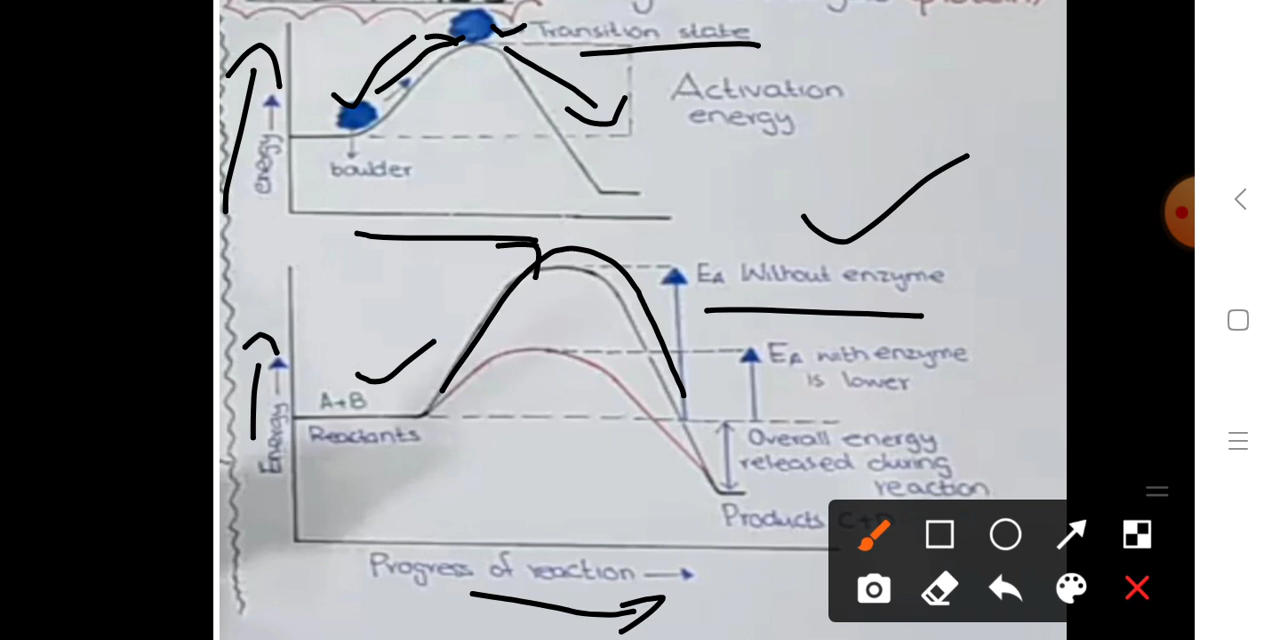 Transition state
Activation
energy
energy
boulder
EA Without enzyme
EA with enzyme
is lower
A+B
Reactants
Energy
Overall energy
released during
reaction
Products C+D
Progress of reaction